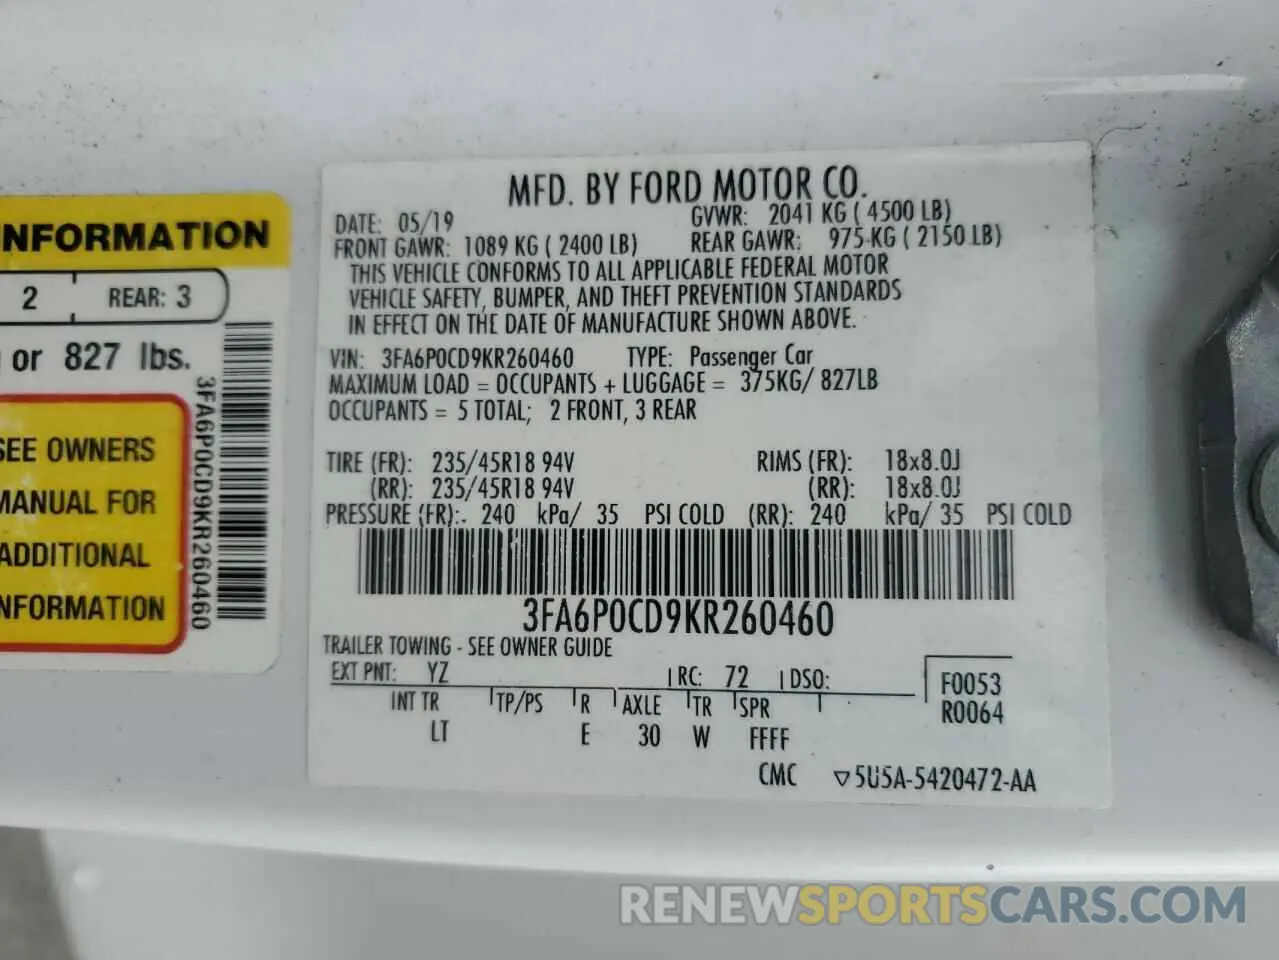 INFORMATION
2 REAR: 3
or 827 lbs.
SEE OWNERS
MANUAL FOR
ADDITIONAL
INFORMATION
3FA6P0CD9KR260460
MFD. BY FORD MOTOR CO.
DATE: 05/19 GVWR: 2041 KG ( 4500 LB)
FRONT GAWR: 1089 KG ( 2400 LB) REAR GAWR: 975 KG ( 2150 LB)
THIS VEHICLE CONFORMS TO ALL APPLICABLE FEDERAL MOTOR
VEHICLE SAFETY, BUMPER, AND THEFT PREVENTION STANDARDS
IN EFFECT ON THE DATE OF MANUFACTURE SHOWN ABOVE.
VIN: 3FA6P0CD9KR260460 TYPE: Passenger Car
MAXIMUM LOAD = OCCUPANTS + LUGGAGE = 375KG/ 827LB
OCCUPANTS = 5 TOTAL; 2 FRONT, 3 REAR
TIRE (FR): 235/45R18 94V RIMS (FR): 18x8.0J
(RR): 235/45R18 94V (RR): 18x8.0J
PRESSURE (FR): 240 kPa/ 35 PSI COLD (RR): 240 kPa/ 35 PSI COLD
3FA6P0CD9KR260460
TRAILER TOWING - SEE OWNER GUIDE
EXT PNT: YZ RC: 72 DSO:
F0053
R0064
INT TR TP/PS R AXLE TR SPR
LT E 30 W FFFF
CMC ▽5U5A-5420472-AA
RENEWSPORTSCARS.COM